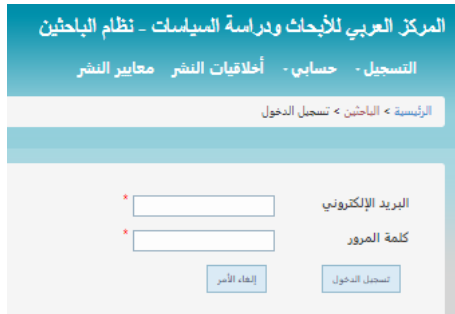 المركز العربي للأبحاث ودراسة السياسات - نظام الباحثين
التسجيل - حسابي - أخلاقيات النشر معايير النشر
الرئيسية > الباحثين > تسجيل الدخول
البريد الإلكتروني *
كلمة المرور *
تسجيل الدخول إلغاء الأمر